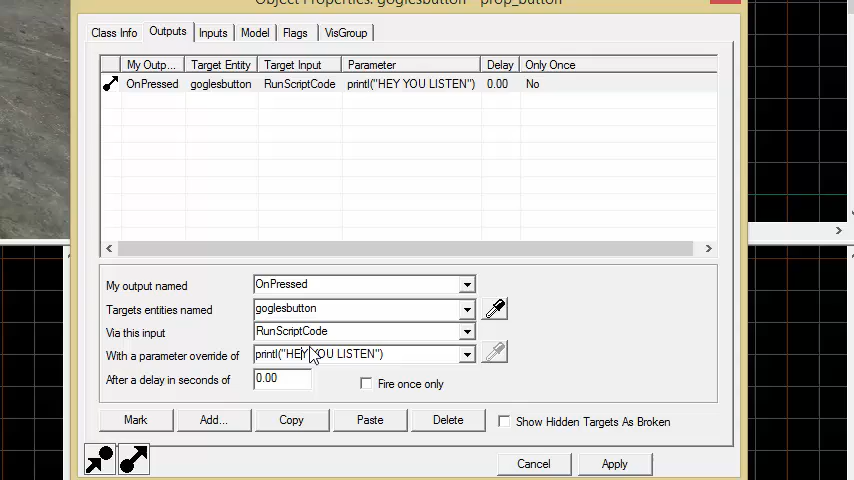 Object Properties: goglesbutton - prop_button
Class Info Outputs Inputs Model Flags VisGroup
My Outp... Target Entity Target Input Parameter Delay Only Once
OnPressed goglesbutton RunScriptCode printl("HEY YOU LISTEN") 0.00 No
My output named OnPressed
Targets entities named goglesbutton
Via this input RunScriptCode
With a parameter override of printl("HEY YOU LISTEN")
After a delay in seconds of 0.00 Fire once only
Mark Add... Copy Paste Delete Show Hidden Targets As Broken
Cancel Apply